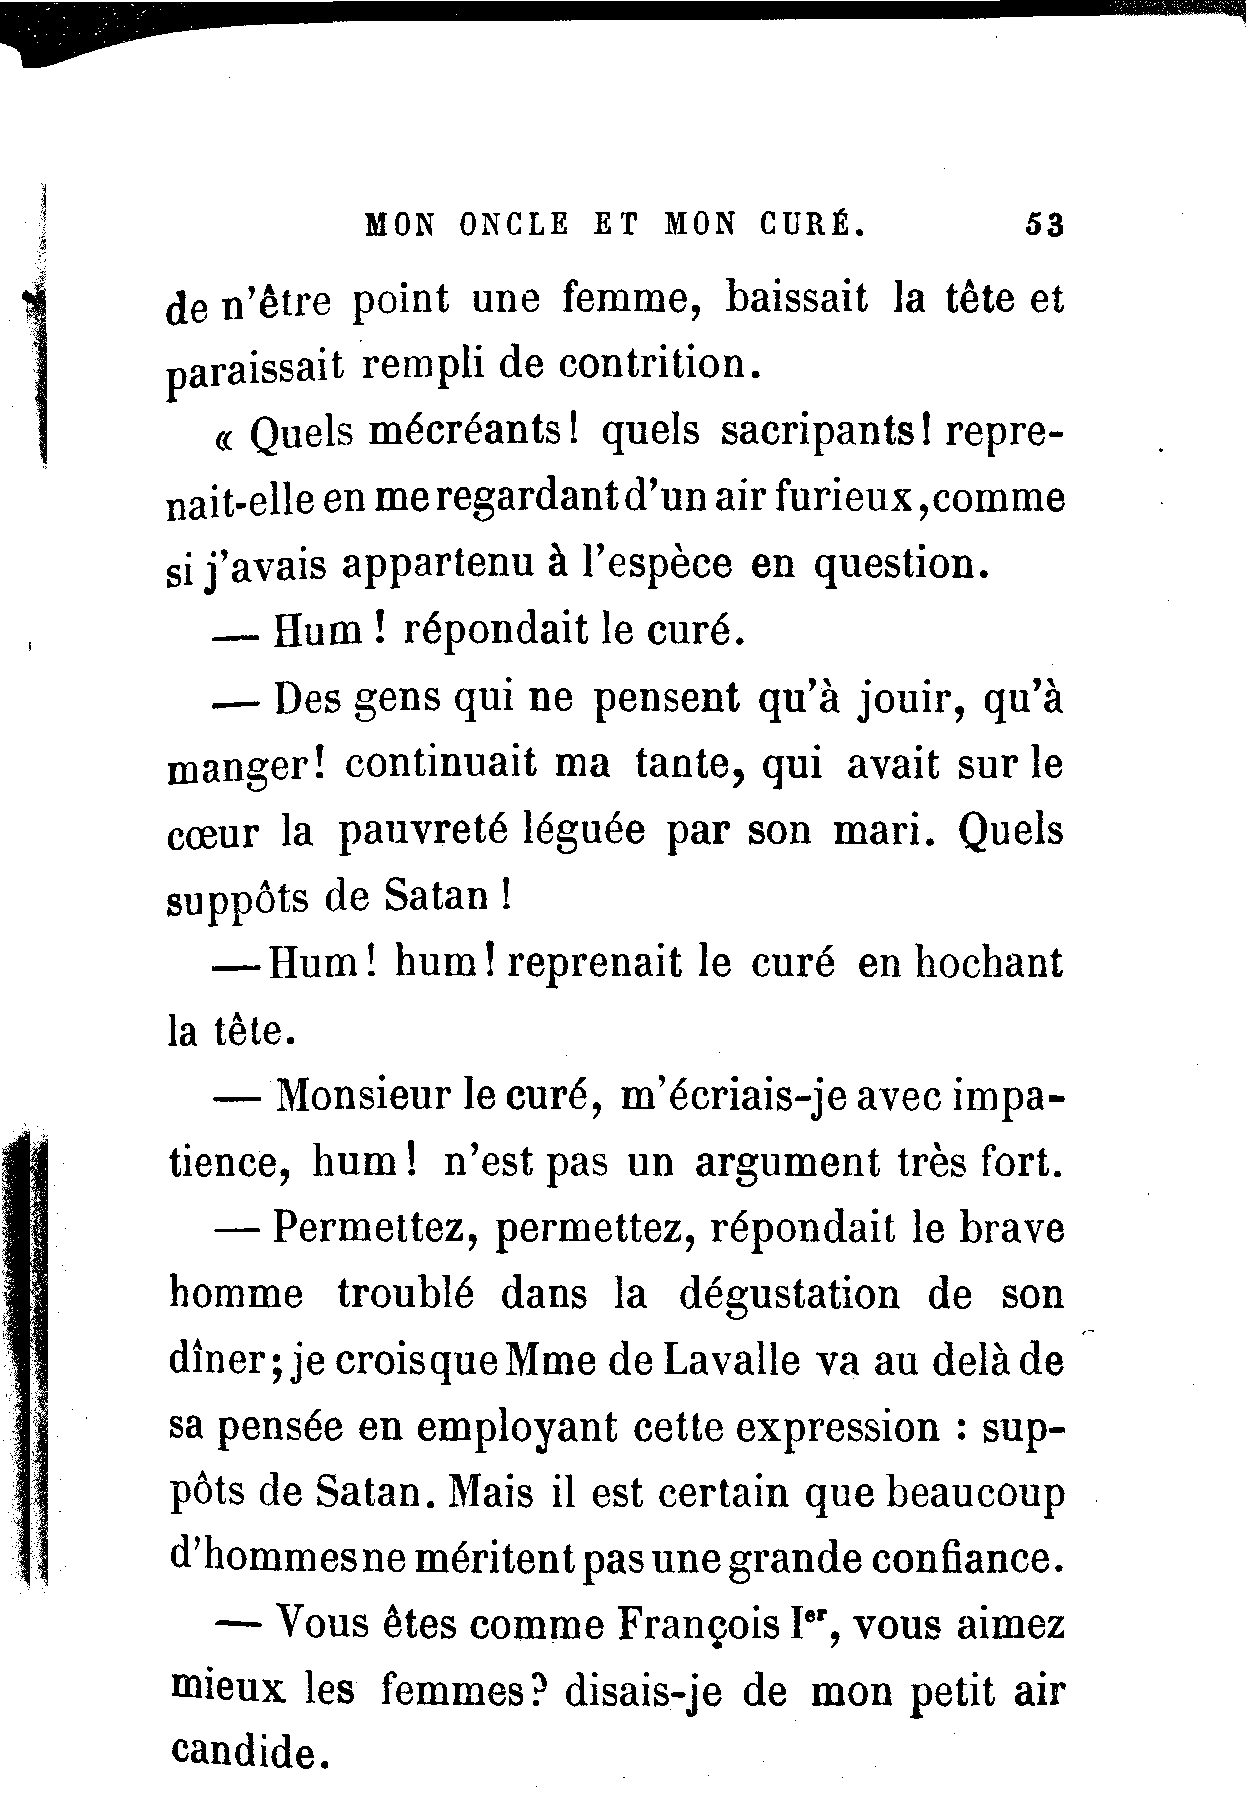 MON ONCLE ET MON CURÉ. 53
de n'être point une femme, baissait la tête et
paraissait rempli de contrition.
« Quels mécréants! quels sacripants! repre-
nait-elle en me regardant d'un air furieux, comme
si j'avais appartenu à l'espèce en question.
— Hum ! répondait le curé.
— Des gens qui ne pensent qu'à jouir, qu'à
manger! continuait ma tante, qui avait sur le
cœur la pauvreté léguée par son mari. Quels
suppôts de Satan !
— Hum! hum! reprenait le curé en hochant
la tête.
— Monsieur le curé, m'écriais-je avec impa-
tience, hum! n'est pas un argument très fort.
— Permettez, permettez, répondait le brave
homme troublé dans la dégustation de son
dîner; je crois que Mme de Lavalle va au delà de
sa pensée en employant cette expression : sup-
pôts de Satan. Mais il est certain que beaucoup
d'hommes ne méritent pas une grande confiance.
— Vous êtes comme François Ier, vous aimez
mieux les femmes? disais-je de mon petit air
candide.